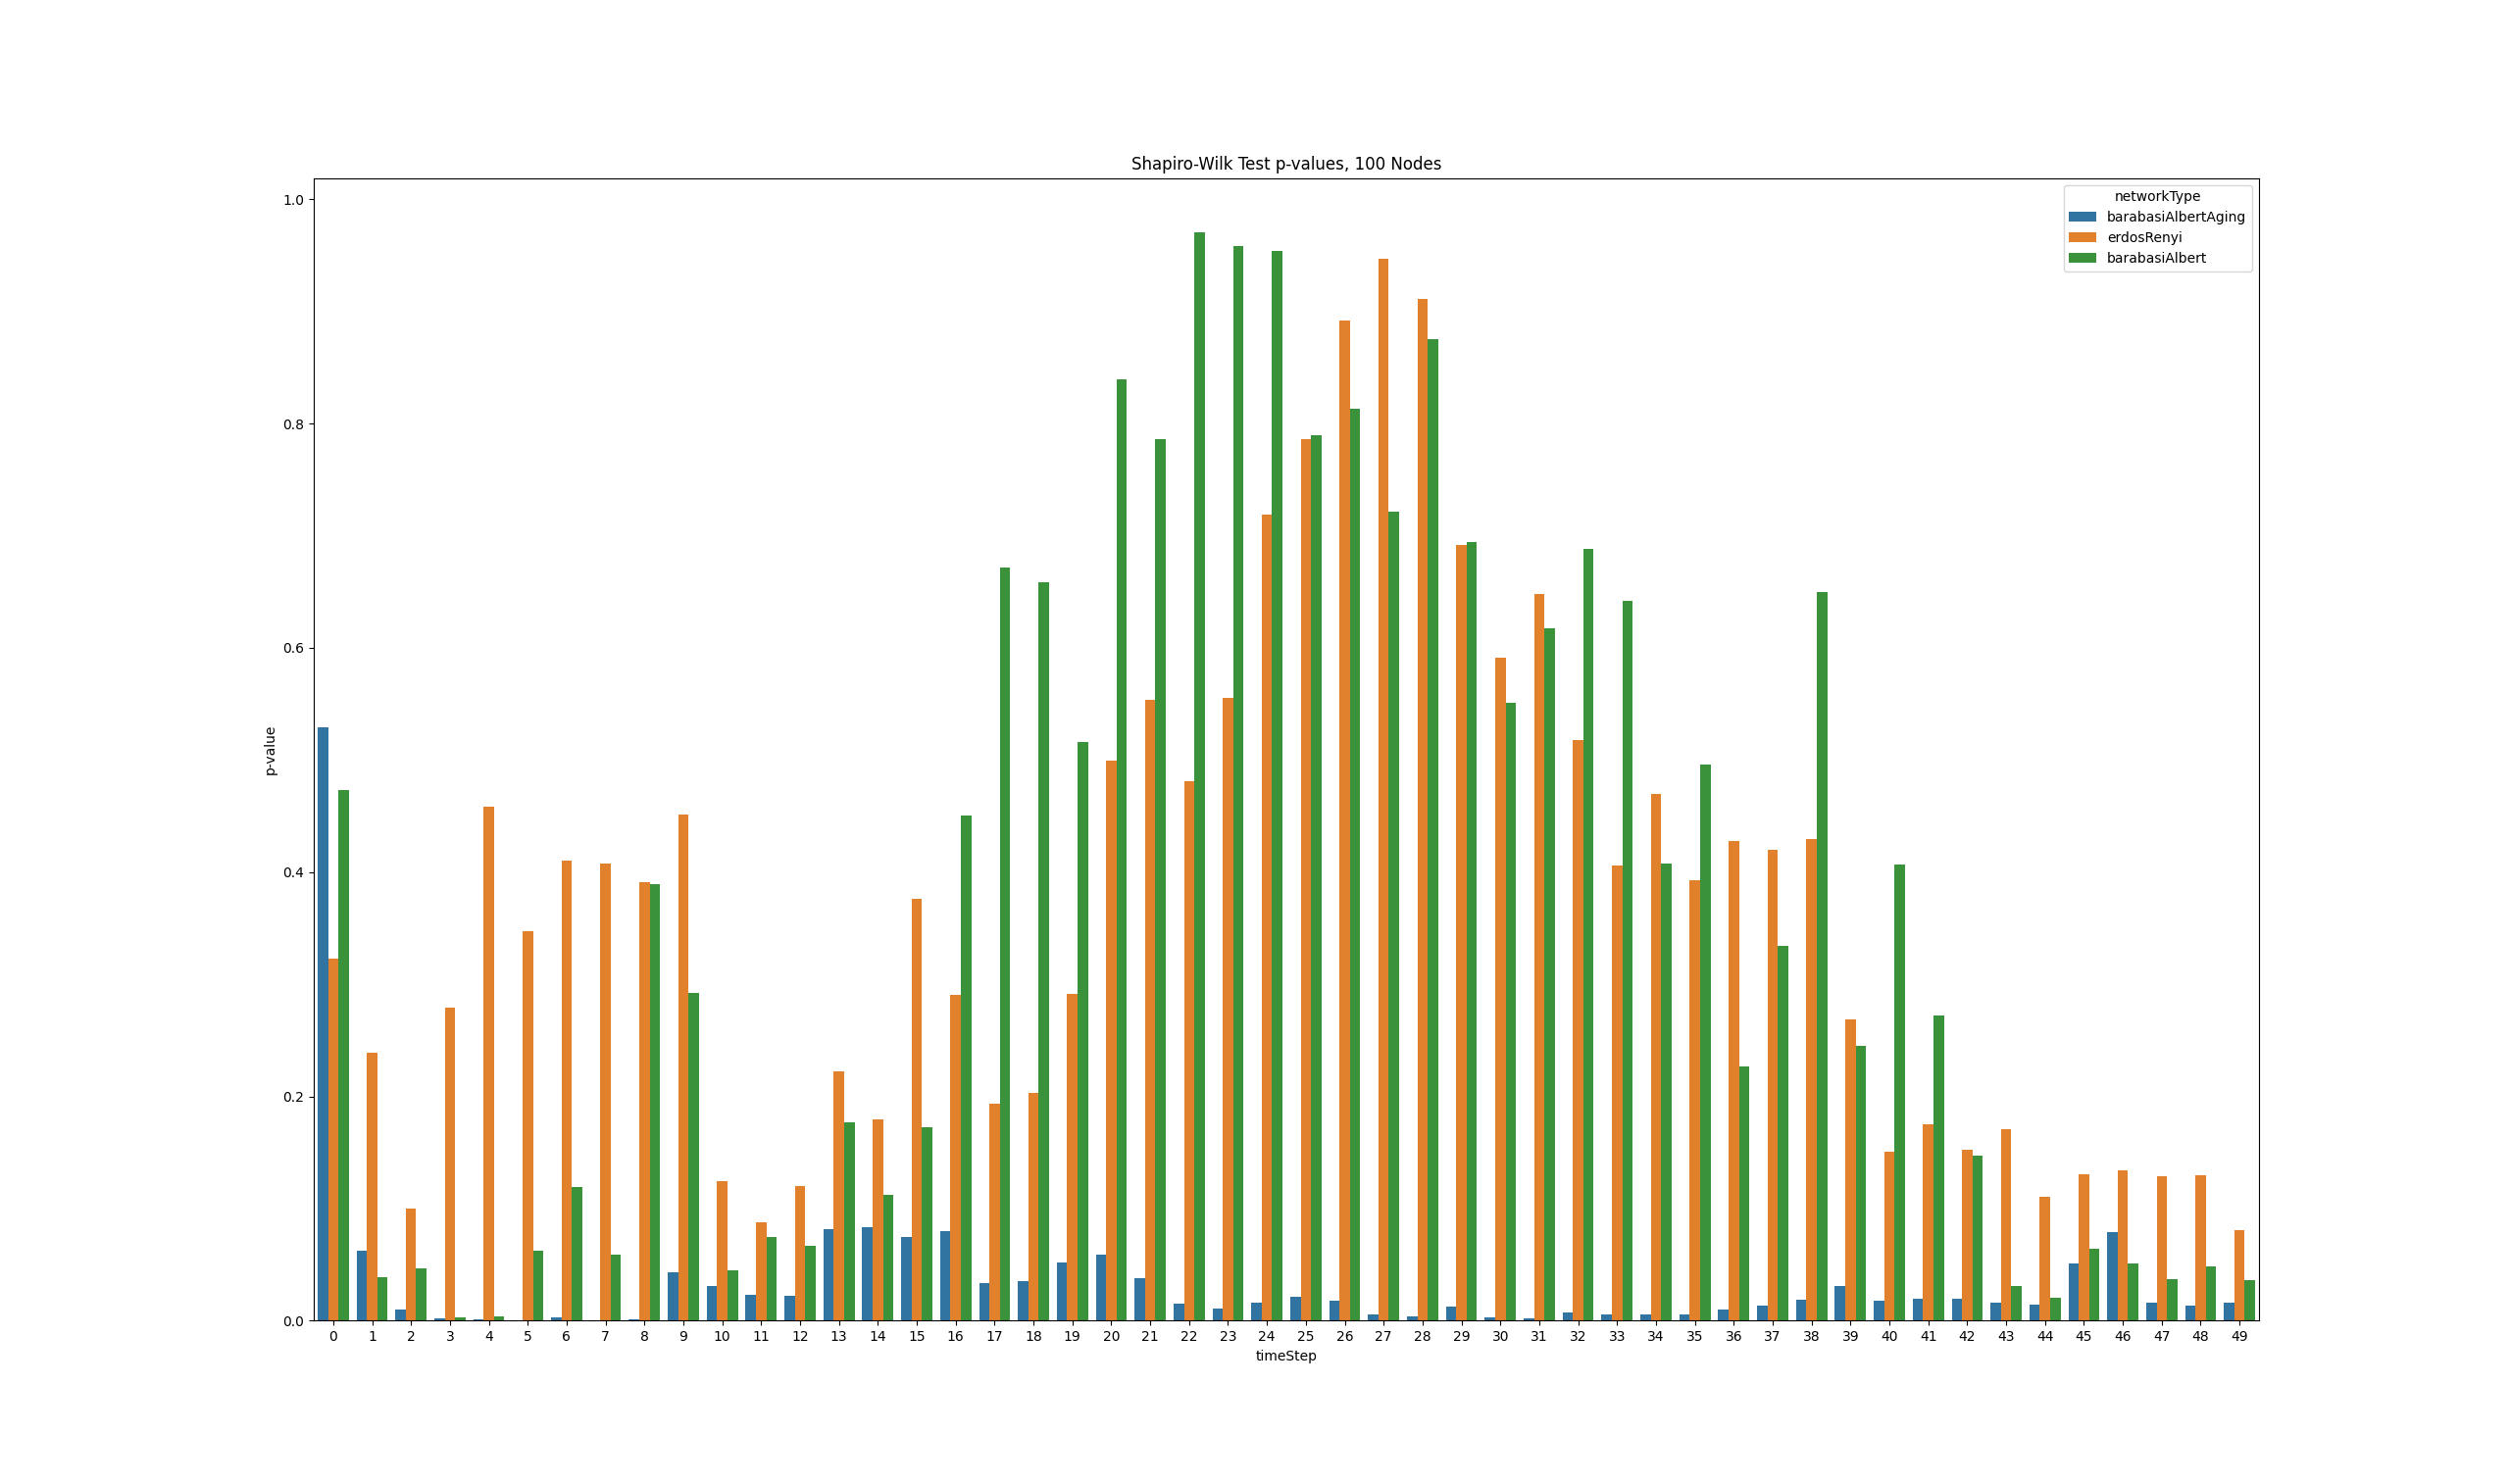 Shapiro-Wilk Test p-values, 100 Nodes
networkType
barabasiAlbertAging
erdosRenyi
barabasiAlbert
1.0
0.8
0.6
0.4
0.2
0.0
p-value
0 1 2 3 4 5 6 7 8 9 10 11 12 13 14 15 16 17 18 19 20 21 22 23 24 25 26 27 28 29 30 31 32 33 34 35 36 37 38 39 40 41 42 43 44 45 46 47 48 49
timeStep